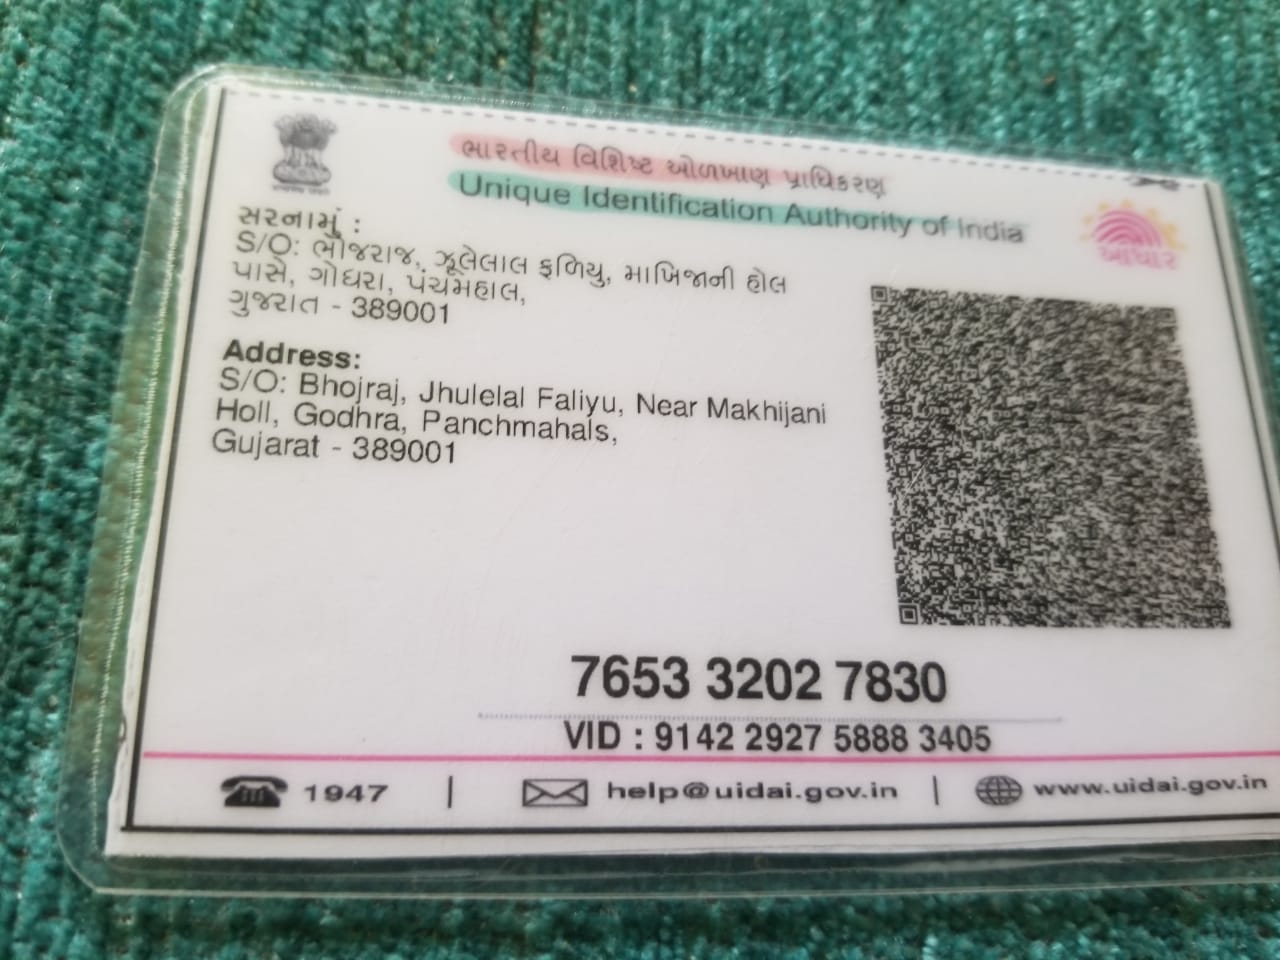 ભારતીય વિશિષ્ટ ઓળખાણ પ્રાધિકરણ
Unique Identification Authority of India
આધાર
સરનામું :
S/O: ભોજરાજ, ઝૂલેલાલ ફળિયુ, માખિજાની હોલ
પાસે, ગોધરા, પંચમહાલ,
ગુજરાત - 389001
Address:
S/O: Bhojraj, Jhulelal Faliyu, Near Makhijani
Holl, Godhra, Panchmahals,
Gujarat - 389001
7653 3202 7830
VID : 9142 2927 5888 3405
1947 | help@uidai.gov.in | www.uidai.gov.in